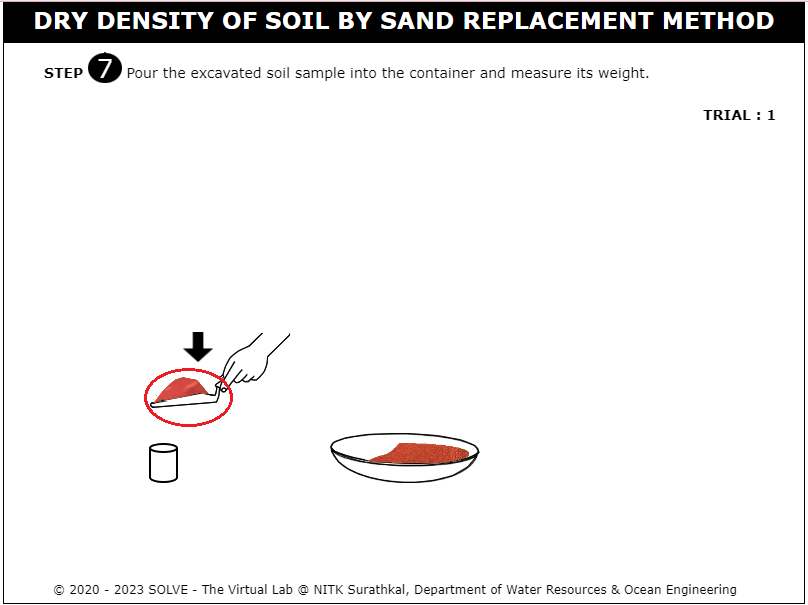 DRY DENSITY OF SOIL BY SAND REPLACEMENT METHOD
STEP 7 Pour the excavated soil sample into the container and measure its weight.
TRIAL : 1
© 2020 - 2023 SOLVE - The Virtual Lab @ NITK Surathkal, Department of Water Resources & Ocean Engineering